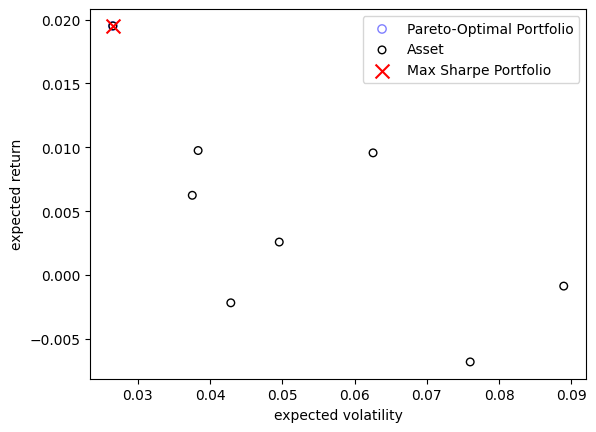 0.020
0.015
0.010
0.005
0.000
−0.005
expected return
Pareto-Optimal Portfolio
Asset
Max Sharpe Portfolio
0.03 0.04 0.05 0.06 0.07 0.08 0.09
expected volatility